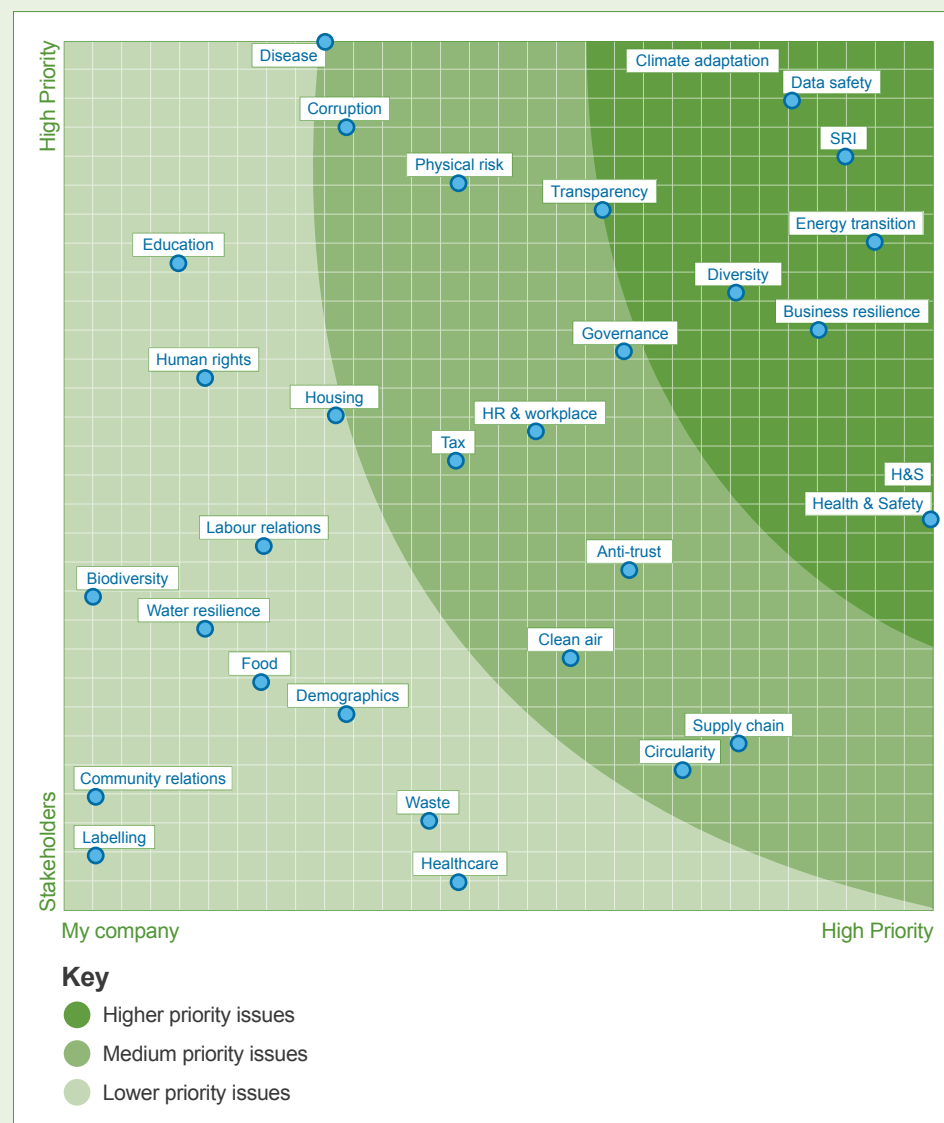 High Priority
Disease
Climate adaptation
Data safety
Corruption
SRI
Physical risk
Transparency
Energy transition
Education
Diversity
Business resilience
Governance
Human rights
Housing
HR & workplace
Tax
H&S
Health & Safety
Labour relations
Anti-trust
Biodiversity
Water resilience
Clean air
Food
Demographics
Supply chain
Circularity
Community relations
Waste
Labelling
Healthcare
Stakeholders
My company
High Priority
Key
Higher priority issues
Medium priority issues
Lower priority issues